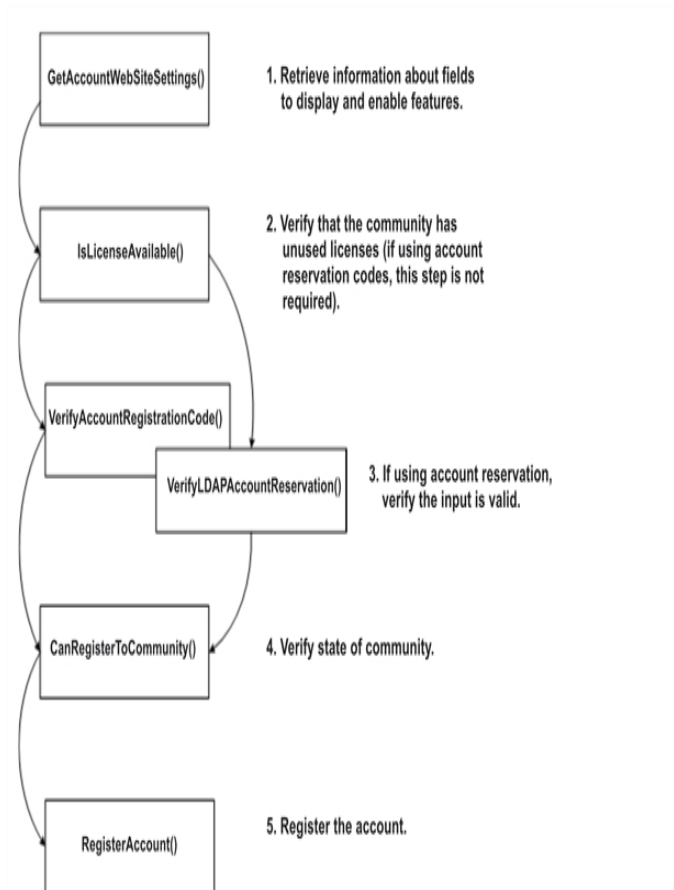 GetAccountWebSiteSettings()
1. Retrieve information about fields
to display and enable features.
IsLicenseAvailable()
2. Verify that the community has
unused licenses (if using account
reservation codes, this step is not
required).
VerifyAccountRegistrationCode()
VerifyLDAPAccountReservation()
3. If using account reservation,
verify the input is valid.
CanRegisterToCommunity()
4. Verify state of community.
RegisterAccount()
5. Register the account.